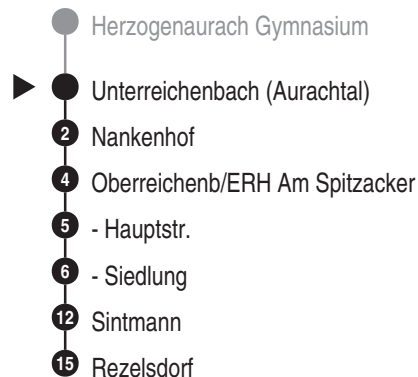 Herzogenaurach Gymnasium
Unterreichenbach (Aurachtal)
2 Nankenhof
4 Oberreichenb/ERH Am Spitzacker
5 - Hauptstr.
6 - Siedlung
12 Sintmann
15 Rezelsdorf